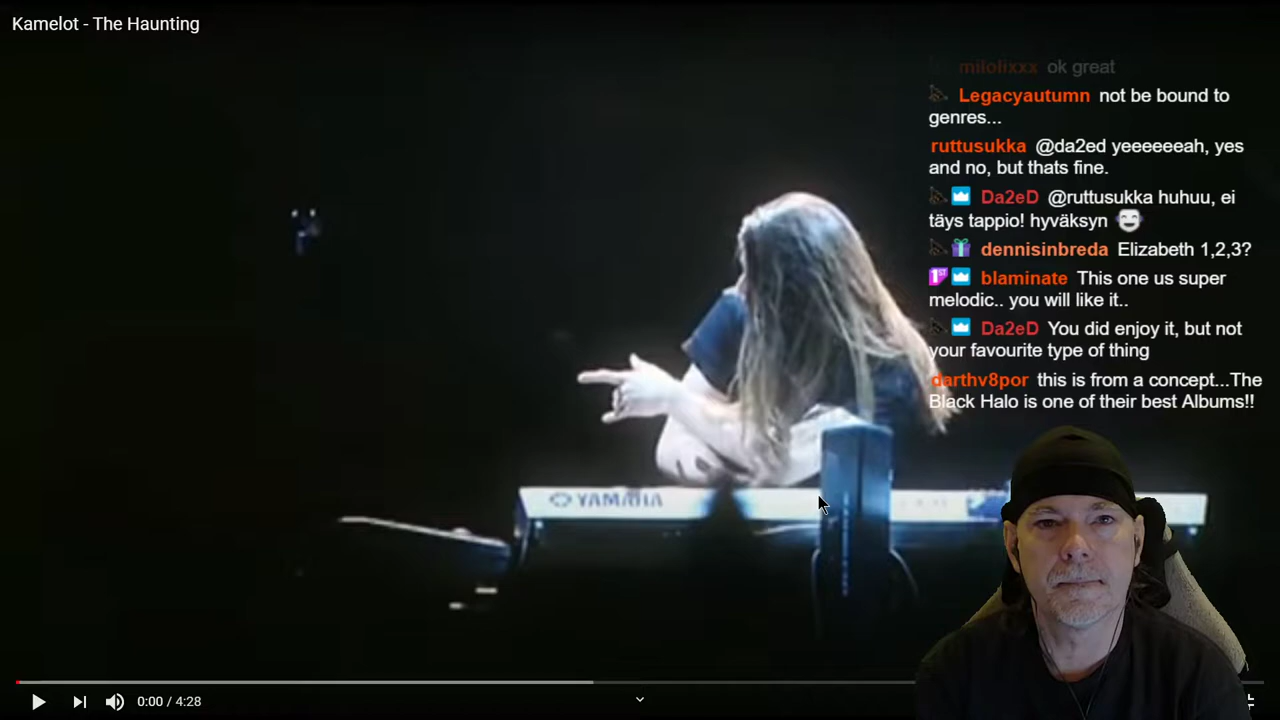 Kamelot - The Haunting
milolixxx ok great
Legacyautumn not be bound to
genres...
ruttusukka @da2ed yeeeeeeah, yes
and no, but thats fine.
Da2eD @ruttusukka huhuu, ei
täys tappio! hyväksyn
dennisinbreda Elizabeth 1,2,3?
1ST blaminate This one us super
melodic.. you will like it..
Da2eD You did enjoy it, but not
your favourite type of thing
darthv8por this is from a concept...The
Black Halo is one of their best Albums!!
YAMAHA
0:00 / 4:28